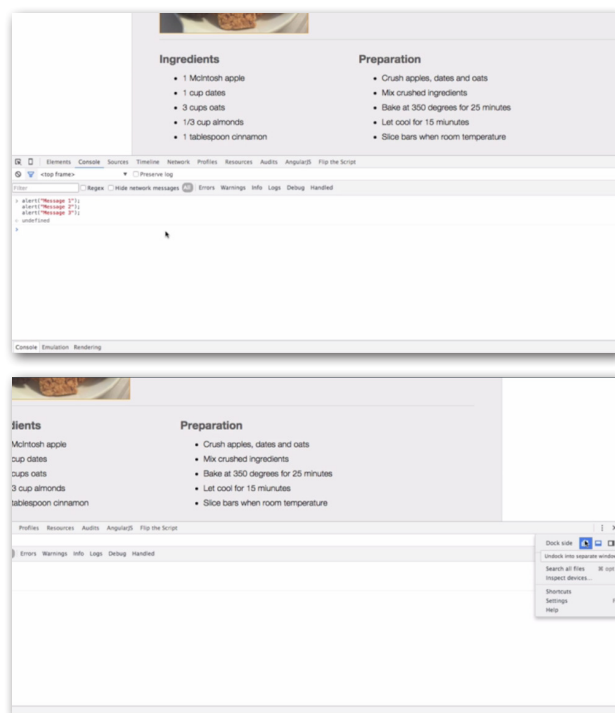 Ingredients Preparation
• 1 McIntosh apple • Crush apples, dates and oats
• 1 cup dates • Mix crushed ingredients
• 3 cups oats • Bake at 350 degrees for 25 minutes
• 1/3 cup almonds • Let cool for 15 miunutes
• 1 tablespoon cinnamon • Slice bars when room temperature
Elements Console Sources Timeline Network Profiles Resources Audits AngularJS Flip the Script
<top frame> ▼ Preserve log
Filter Regex Hide network messages All Errors Warnings Info Logs Debug Handled
> alert("Message 1");
alert("Message 2");
alert("Message 3");
undefined
>
Console Emulation Rendering
dients Preparation
McIntosh apple • Crush apples, dates and oats
cup dates • Mix crushed ingredients
cups oats • Bake at 350 degrees for 25 minutes
3 cup almonds • Let cool for 15 miunutes
tablespoon cinnamon • Slice bars when room temperature
Profiles Resources Audits AngularJS Flip the Script
Dock side
Errors Warnings Info Logs Debug Handled
Undock into separate window
Search all files ⌘ opt
Inspect devices...
Shortcuts
Settings
Help